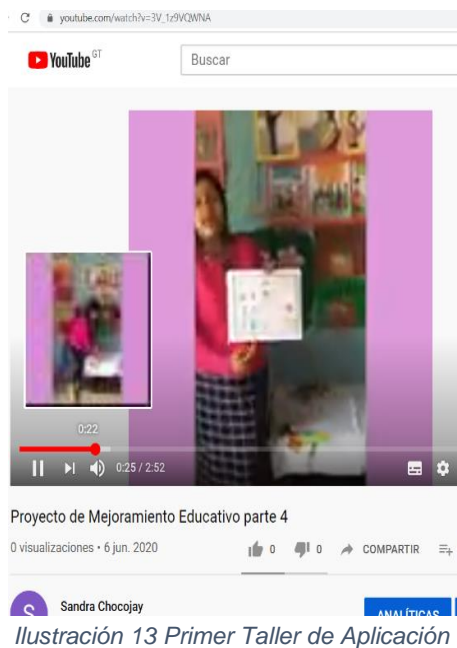 youtube.com/watch?v=3V_1z9VQWNA
YouTube GT
Buscar
0:22
0:25 / 2:52
Proyecto de Mejoramiento Educativo parte 4
0 visualizaciones • 6 jun. 2020
0
0
COMPARTIR
S
Sandra Chocojay
ANALÍTICAS
Ilustración 13 Primer Taller de Aplicación